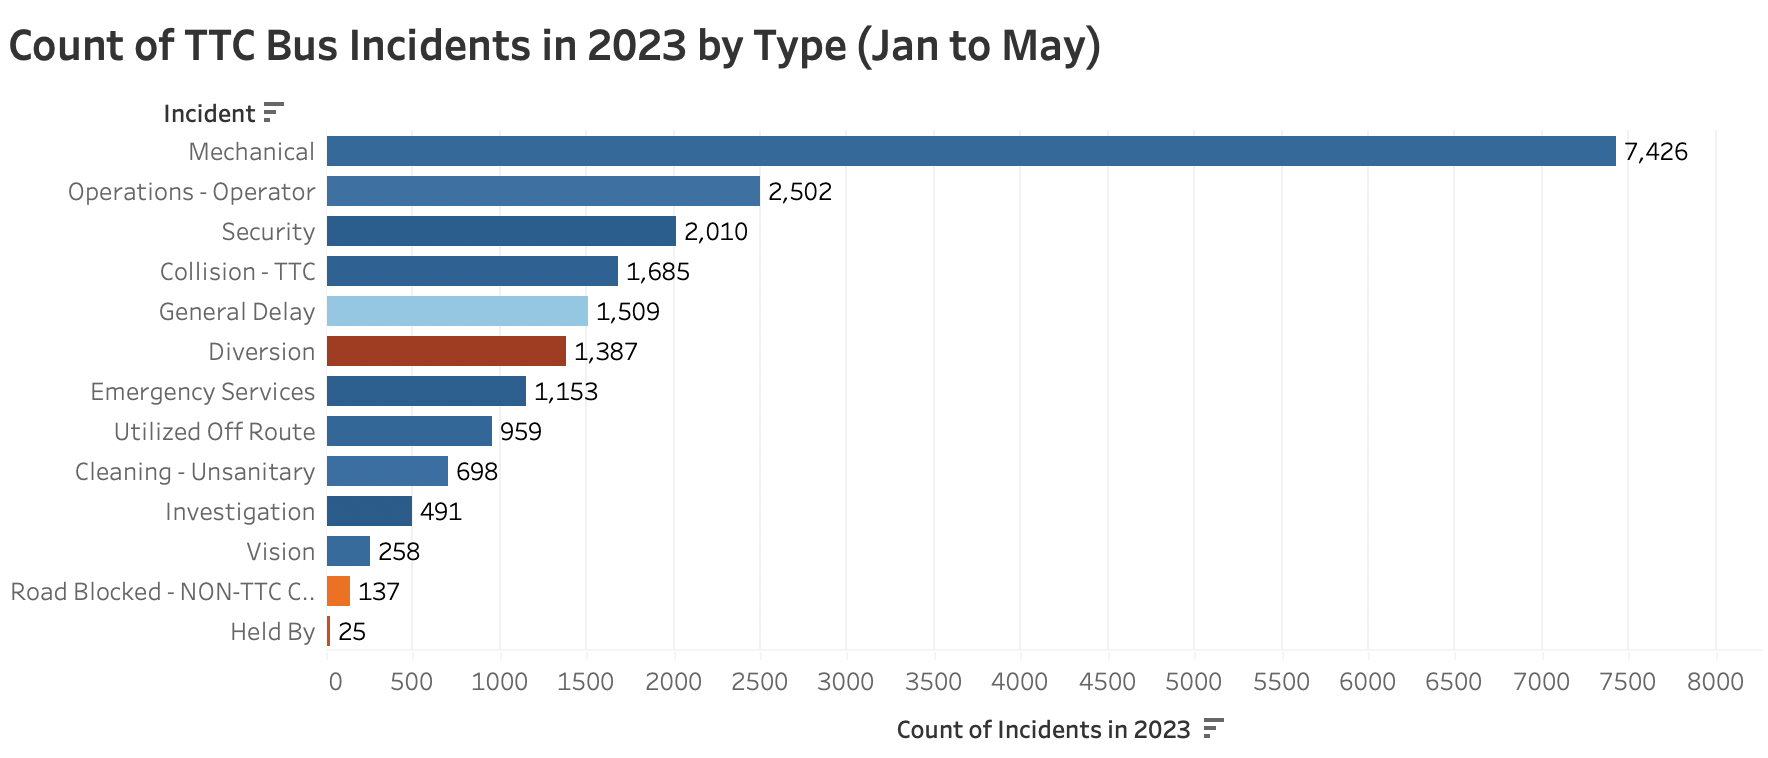 Count of TTC Bus Incidents in 2023 by Type (Jan to May)
Incident
Mechanical 7,426
Operations - Operator 2,502
Security 2,010
Collision - TTC 1,685
General Delay 1,509
Diversion 1,387
Emergency Services 1,153
Utilized Off Route 959
Cleaning - Unsanitary 698
Investigation 491
Vision 258
Road Blocked - NON-TTC C.. 137
Held By 25
0 500 1000 1500 2000 2500 3000 3500 4000 4500 5000 5500 6000 6500 7000 7500 8000
Count of Incidents in 2023